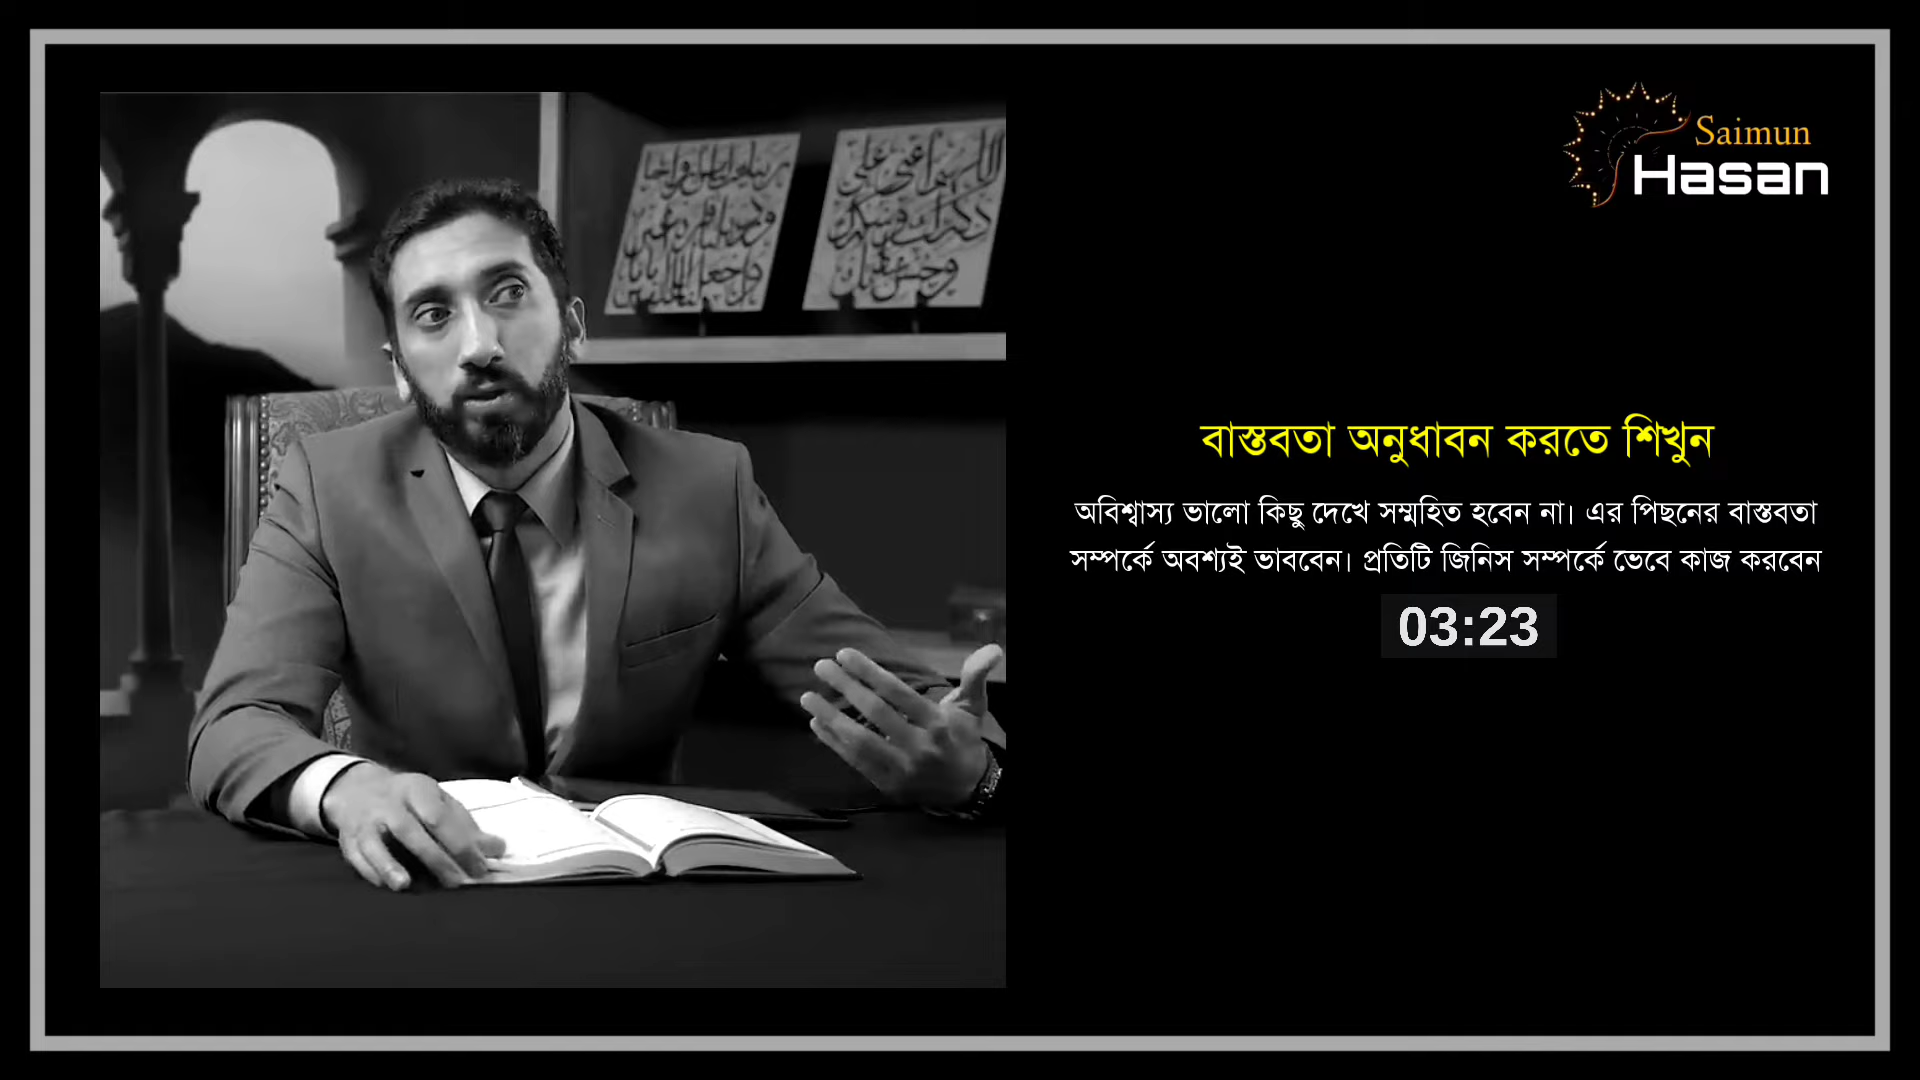 Saimun
Hasan
বাস্তবতা অনুধাবন করতে শিখুন
অবিশ্বাস্য ভালো কিছু দেখে সম্মহিত হবেন না। এর পিছনের বাস্তবতা
সম্পর্কে অবশ্যই ভাববেন। প্রতিটি জিনিস সম্পর্কে ভেবে কাজ করবেন
03:23